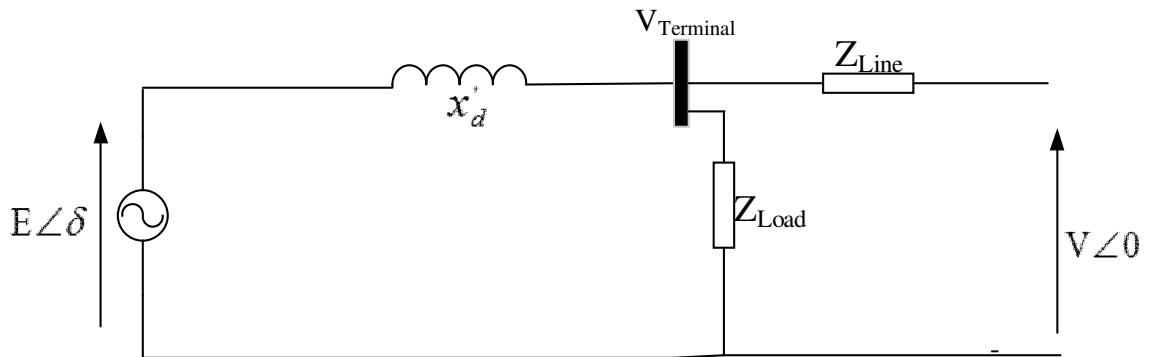 V_Terminal
Z_Line
x'_d
E∠δ
Z_Load
V∠0
-